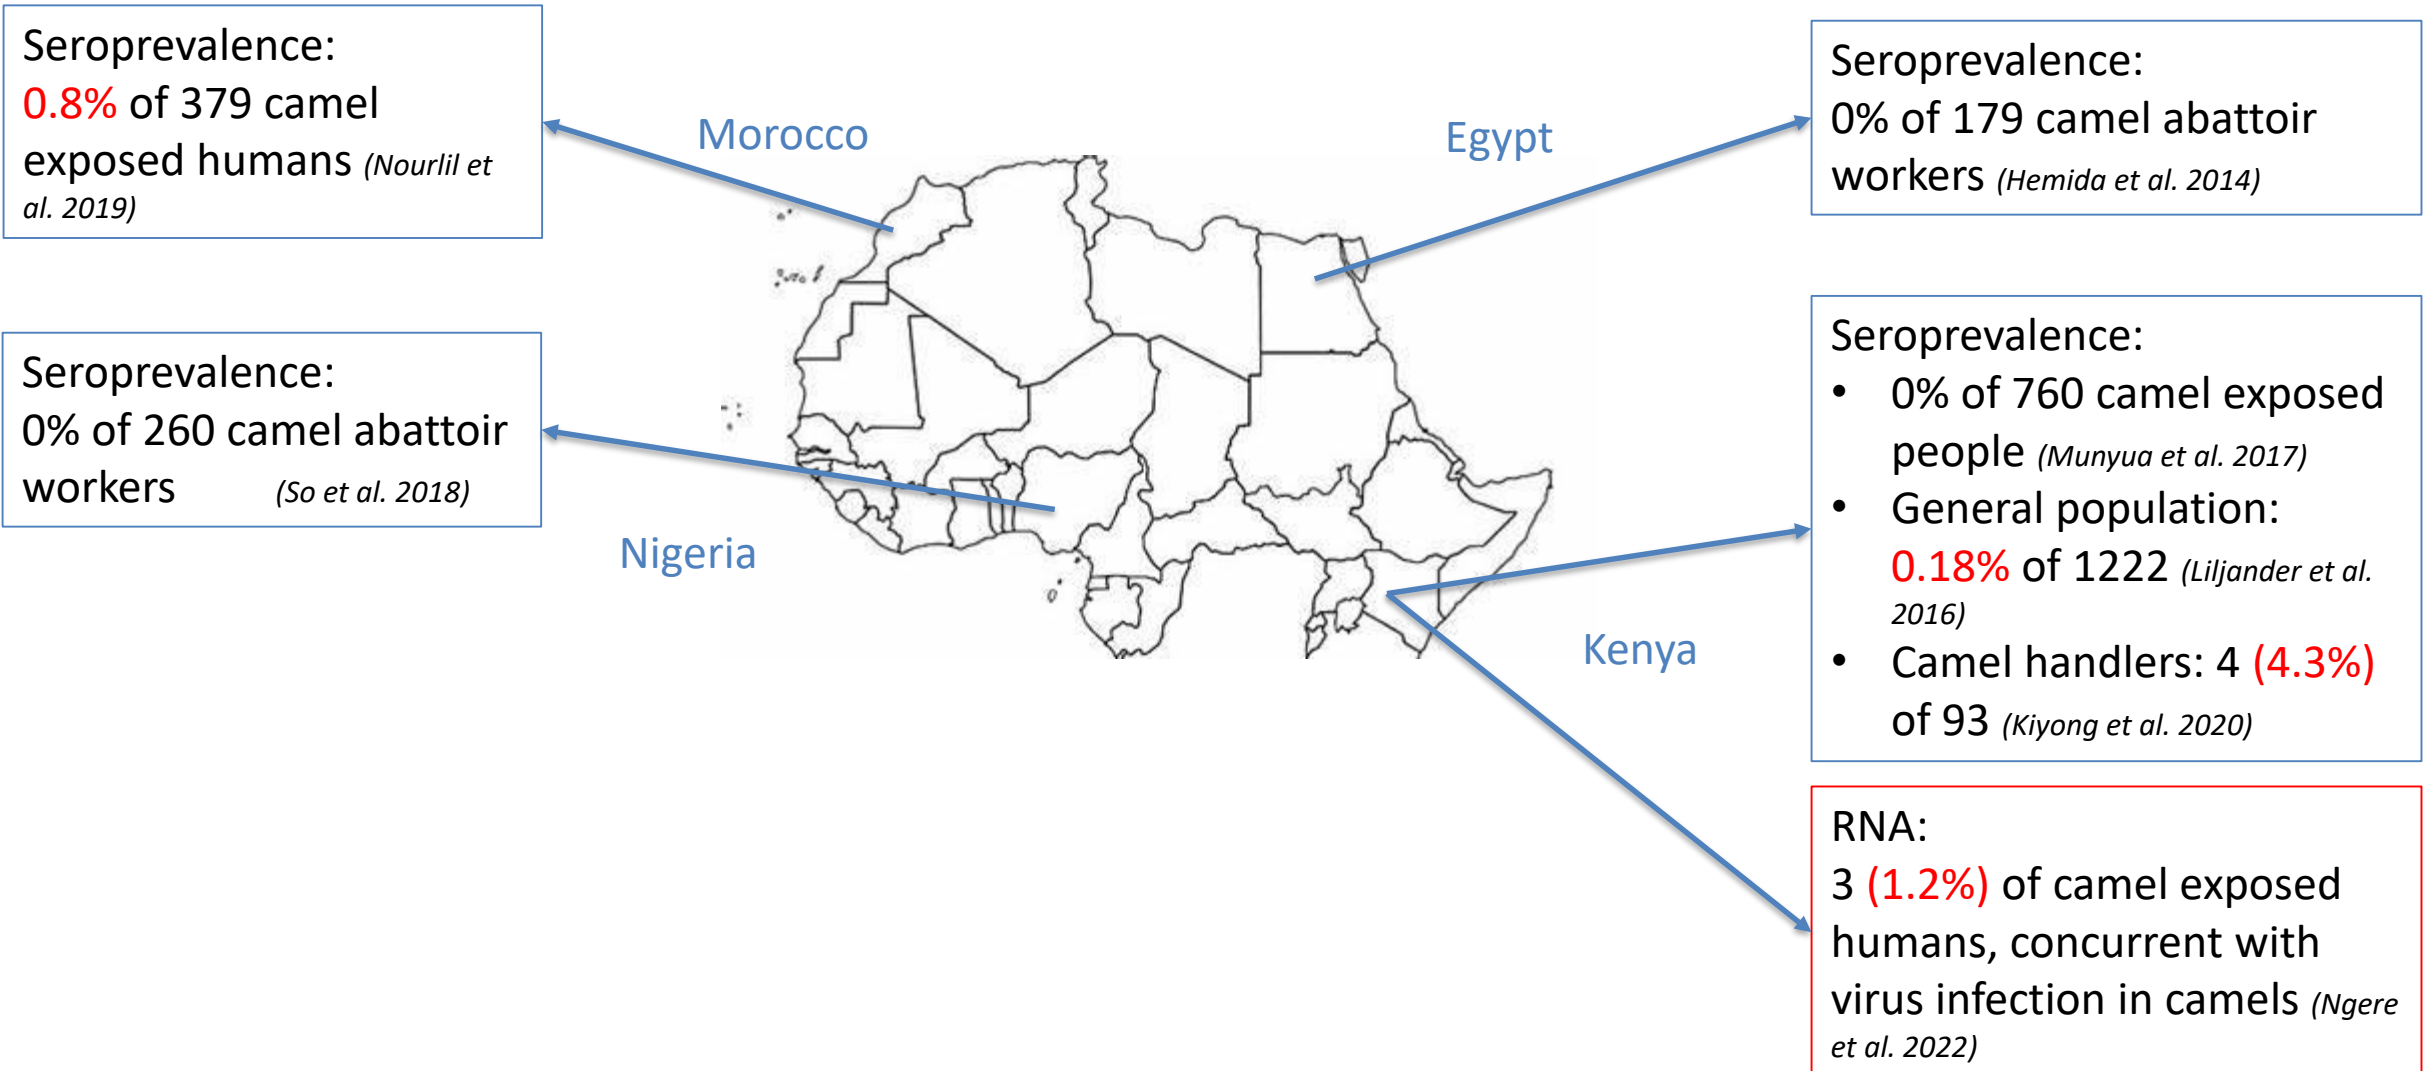 Seroprevalence:
0.8% of 379 camel
exposed humans (Nourlil et
al. 2019)
Morocco
Egypt
Seroprevalence:
0% of 179 camel abattoir
workers (Hemida et al. 2014)
Seroprevalence:
0% of 260 camel abattoir
workers (So et al. 2018)
Nigeria
Seroprevalence:
• 0% of 760 camel exposed
people (Munyua et al. 2017)
• General population:
0.18% of 1222 (Liljander et al.
2016)
• Camel handlers: 4 (4.3%)
of 93 (Kiyong et al. 2020)
Kenya
RNA:
3 (1.2%) of camel exposed
humans, concurrent with
virus infection in camels (Ngere
et al. 2022)